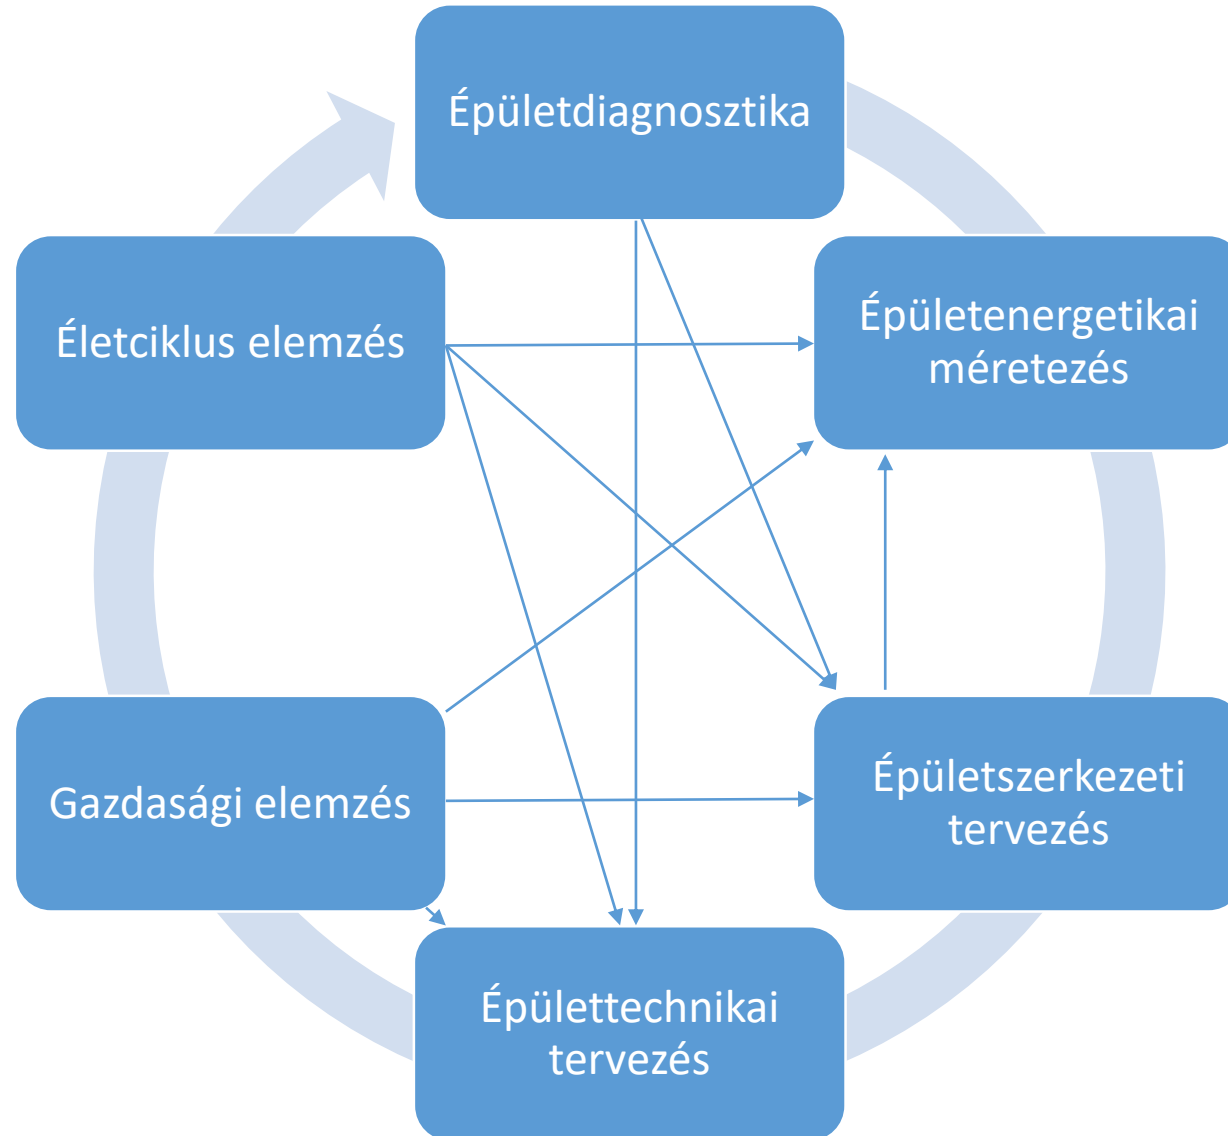 Épületdiagnosztika
Épületenergetikai
méretezés
Épületszerkezeti
tervezés
Épülettechnikai
tervezés
Gazdasági elemzés
Életciklus elemzés